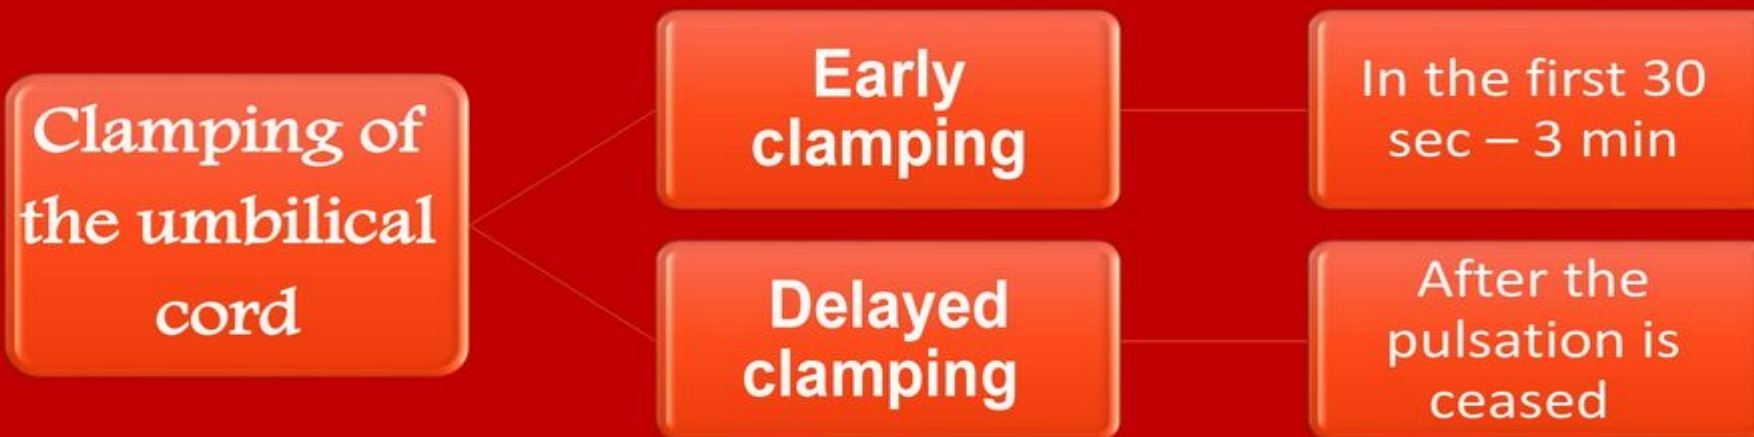 Clamping of
the umbilical
cord
Early
clamping
In the first 30
sec – 3 min
Delayed
clamping
After the
pulsation is
ceased